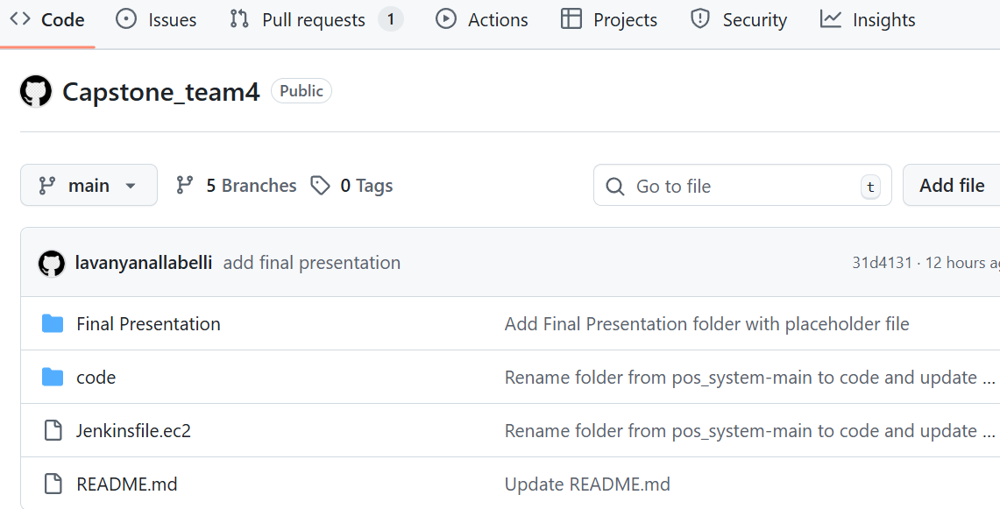 Code Issues Pull requests 1 Actions Projects Security Insights
Capstone_team4 Public
main 5 Branches 0 Tags Go to file t Add file
lavanyanallabelli add final presentation 31d4131 · 12 hours ag
Final Presentation Add Final Presentation folder with placeholder file
code Rename folder from pos_system-main to code and update ...
Jenkinsfile.ec2 Rename folder from pos_system-main to code and update ...
README.md Update README.md